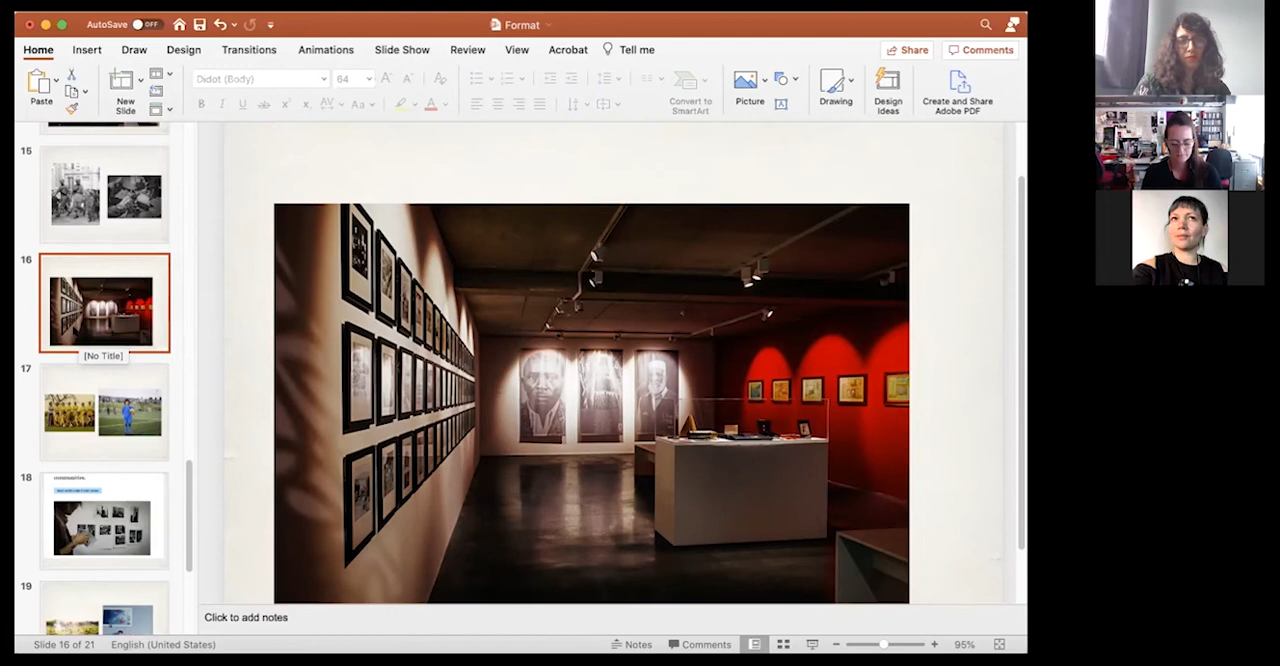 AutoSave OFF Format
Home Insert Draw Design Transitions Animations Slide Show Review View Acrobat Tell me Share Comments
Paste New Slide Didot (Body) 64 Convert to SmartArt Picture Drawing Design Ideas Create and Share Adobe PDF
15
16
[No Title]
17
18
communities.
19
Click to add notes
Slide 16 of 21 English (United States) Notes Comments 95%